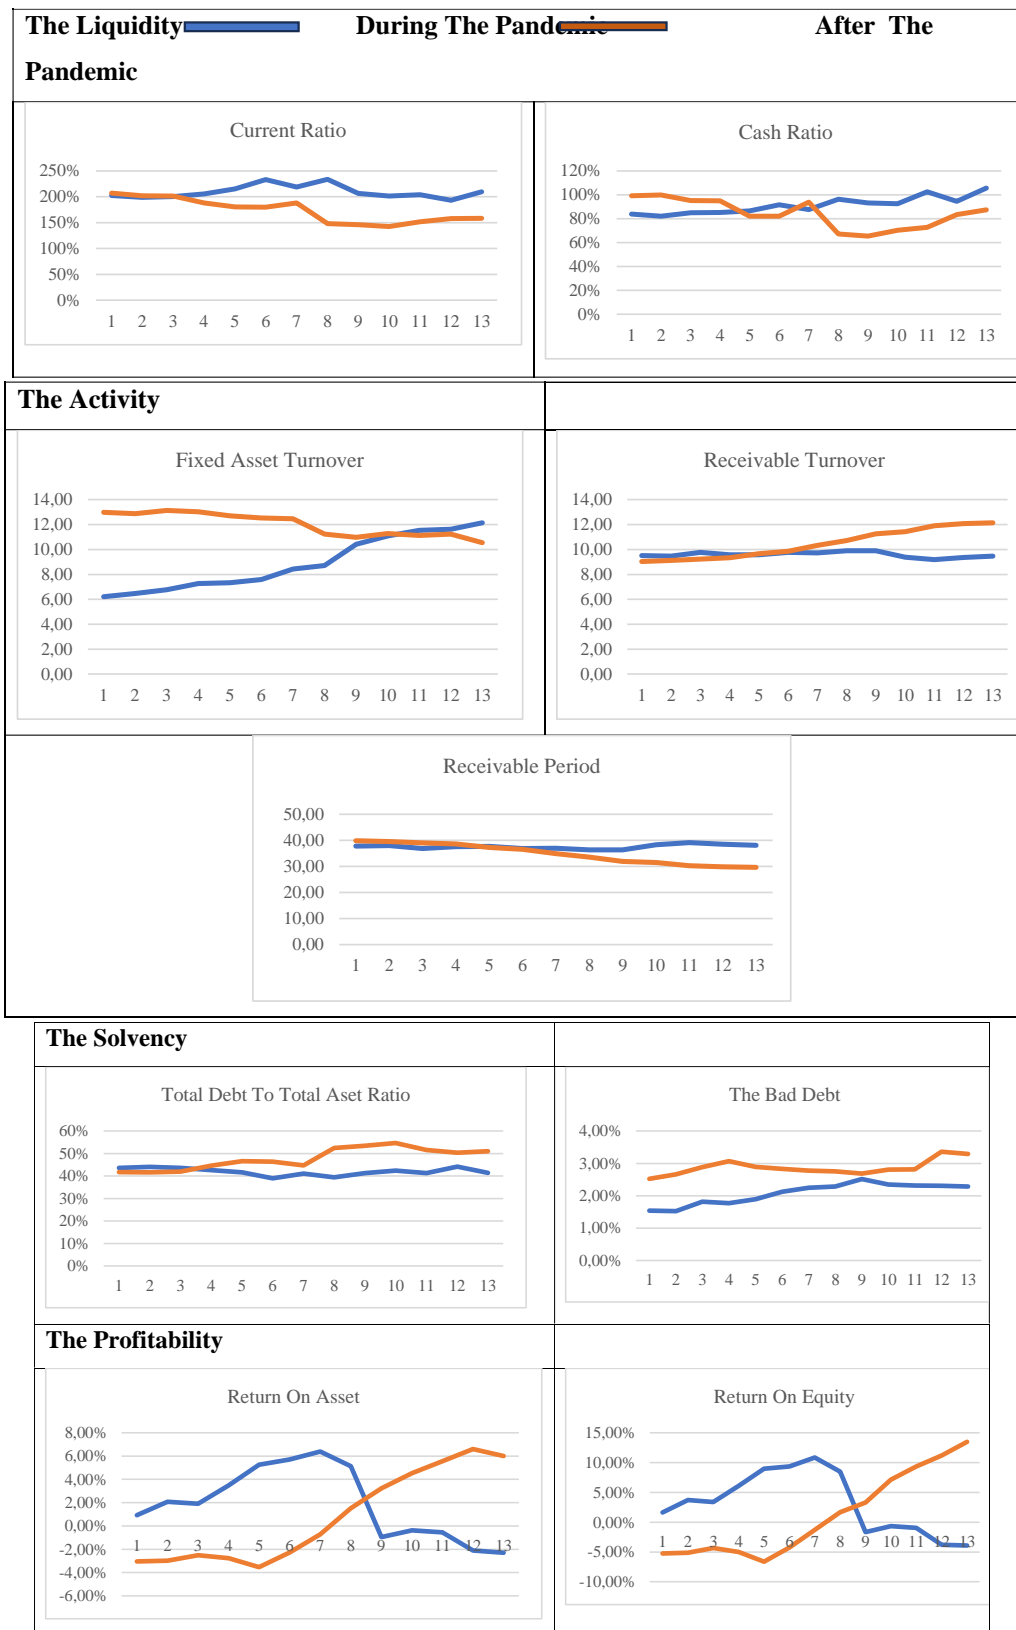 The Liquidity During The Pandemic After The
Pandemic
Current Ratio
250%
200%
150%
100%
50%
0%
1 2 3 4 5 6 7 8 9 10 11 12 13
Cash Ratio
120%
100%
80%
60%
40%
20%
0%
1 2 3 4 5 6 7 8 9 10 11 12 13
The Activity
Fixed Asset Turnover
14,00
12,00
10,00
8,00
6,00
4,00
2,00
0,00
1 2 3 4 5 6 7 8 9 10 11 12 13
Receivable Turnover
14,00
12,00
10,00
8,00
6,00
4,00
2,00
0,00
1 2 3 4 5 6 7 8 9 10 11 12 13
Receivable Period
50,00
40,00
30,00
20,00
10,00
0,00
1 2 3 4 5 6 7 8 9 10 11 12 13
The Solvency
Total Debt To Total Aset Ratio
60%
50%
40%
30%
20%
10%
0%
1 2 3 4 5 6 7 8 9 10 11 12 13
The Bad Debt
4,00%
3,00%
2,00%
1,00%
0,00%
1 2 3 4 5 6 7 8 9 10 11 12 13
The Profitability
Return On Asset
8,00%
6,00%
4,00%
2,00%
0,00%
-2,00%
-4,00%
-6,00%
1 2 3 4 5 6 7 8 9 10 11 12 13
Return On Equity
15,00%
10,00%
5,00%
0,00%
-5,00%
-10,00%
1 2 3 4 5 6 7 8 9 10 11 12 13